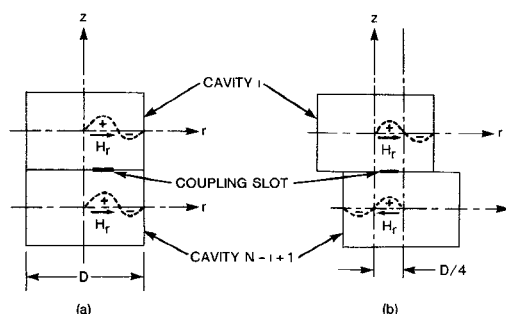 z
z
CAVITY i
+
−
r
H_r
+
−
r
H_r
COUPLING SLOT
+
−
r
H_r
−
+
H_r
CAVITY N − i + 1
D
D/4
(a)
(b)